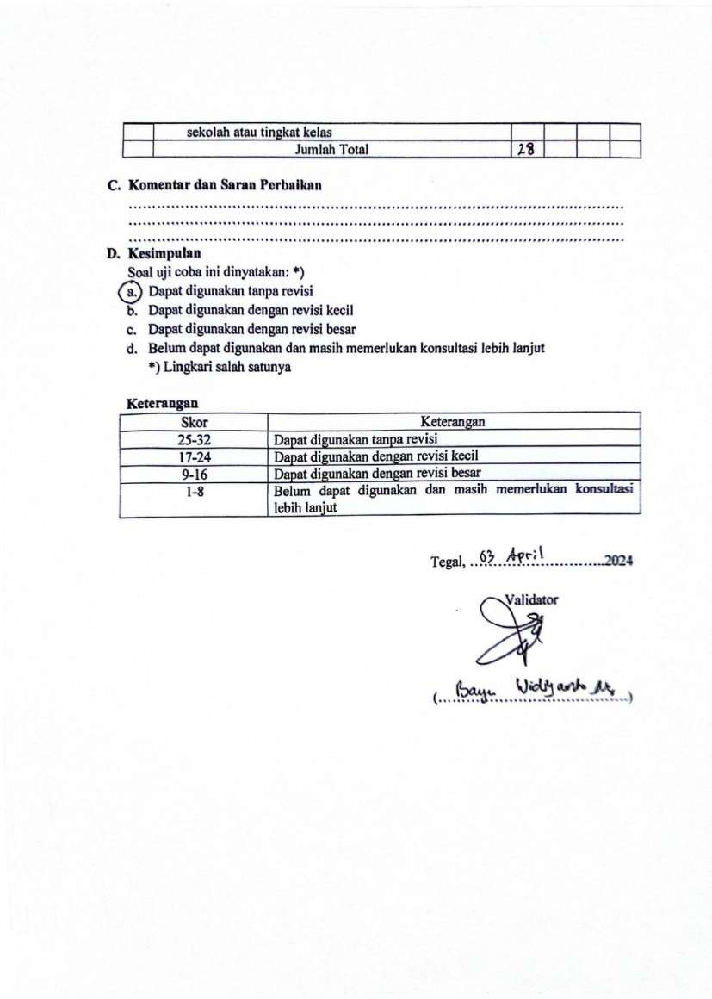 sekolah atau tingkat kelas
Jumlah Total 28
C. Komentar dan Saran Perbaikan
D. Kesimpulan
Soal uji coba ini dinyatakan: *)
a. Dapat digunakan tanpa revisi
b. Dapat digunakan dengan revisi kecil
c. Dapat digunakan dengan revisi besar
d. Belum dapat digunakan dan masih memerlukan konsultasi lebih lanjut
*) Lingkari salah satunya
Keterangan
Skor Keterangan
25-32 Dapat digunakan tanpa revisi
17-24 Dapat digunakan dengan revisi kecil
9-16 Dapat digunakan dengan revisi besar
1-8 Belum dapat digunakan dan masih memerlukan konsultasi
lebih lanjut
Tegal, 03 April 2024
Validator
(Bayu Widiyanto)